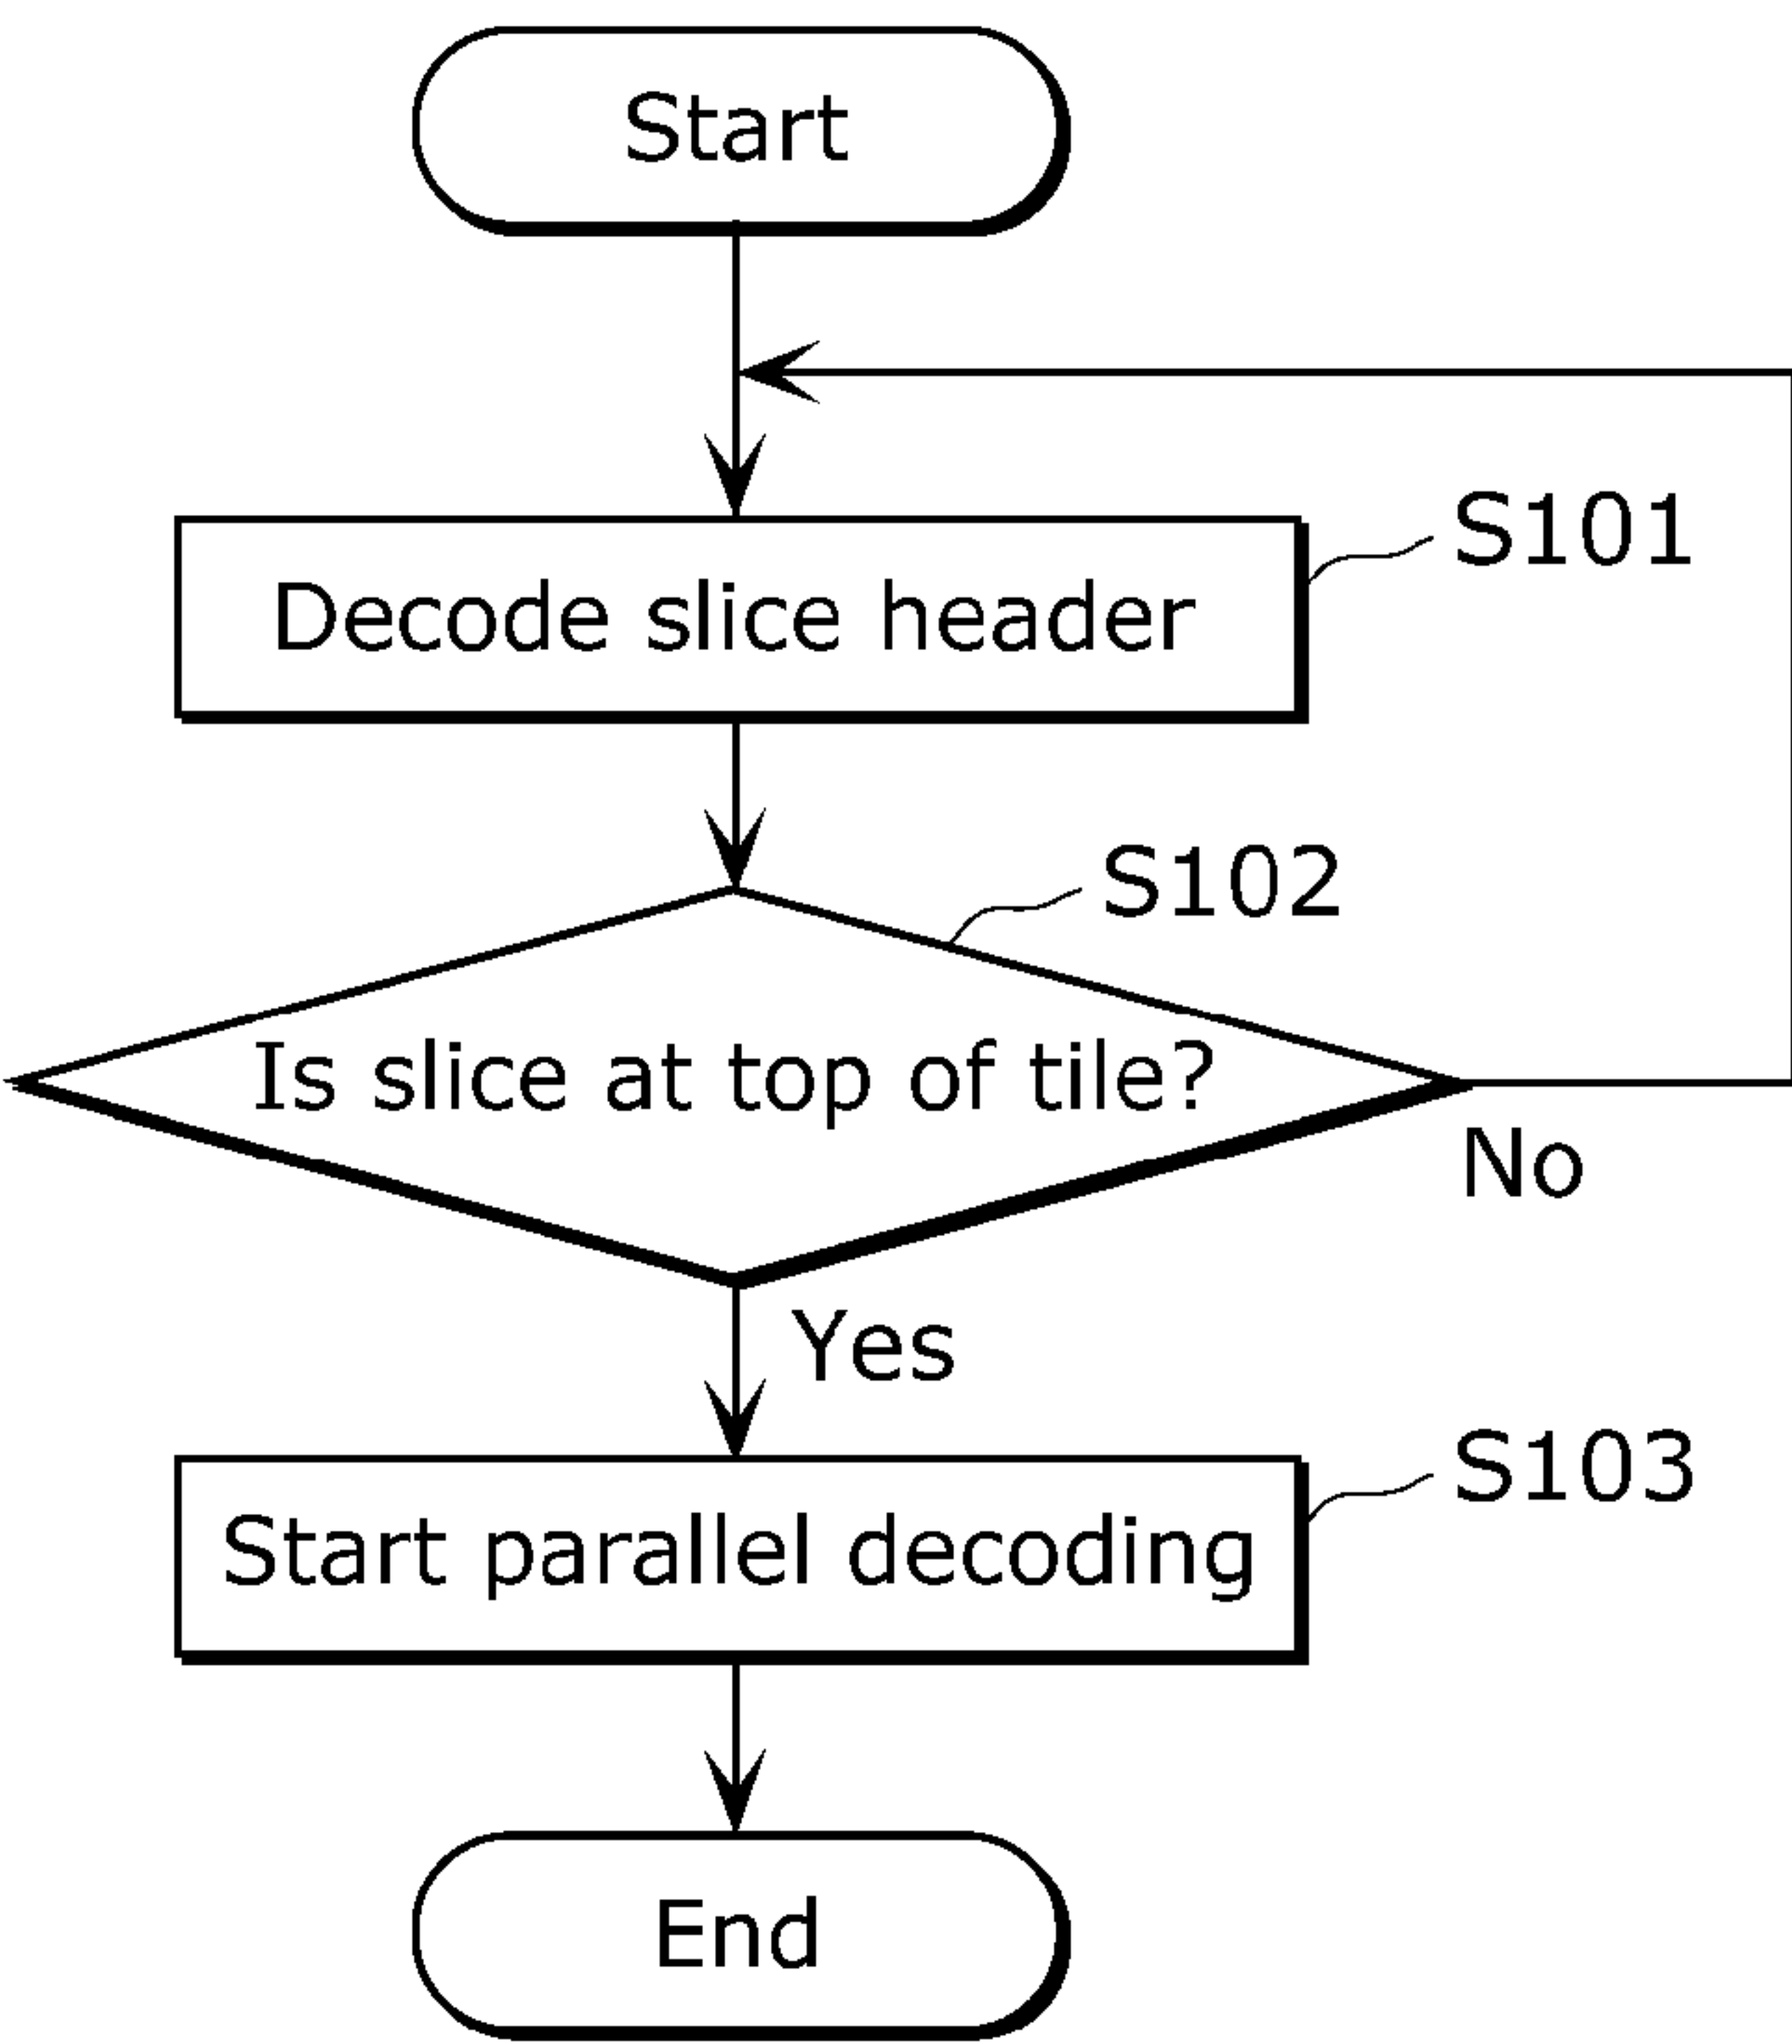 Start
S101
Decode slice header
S102
Is slice at top of tile?
No
Yes
S103
Start parallel decoding
End